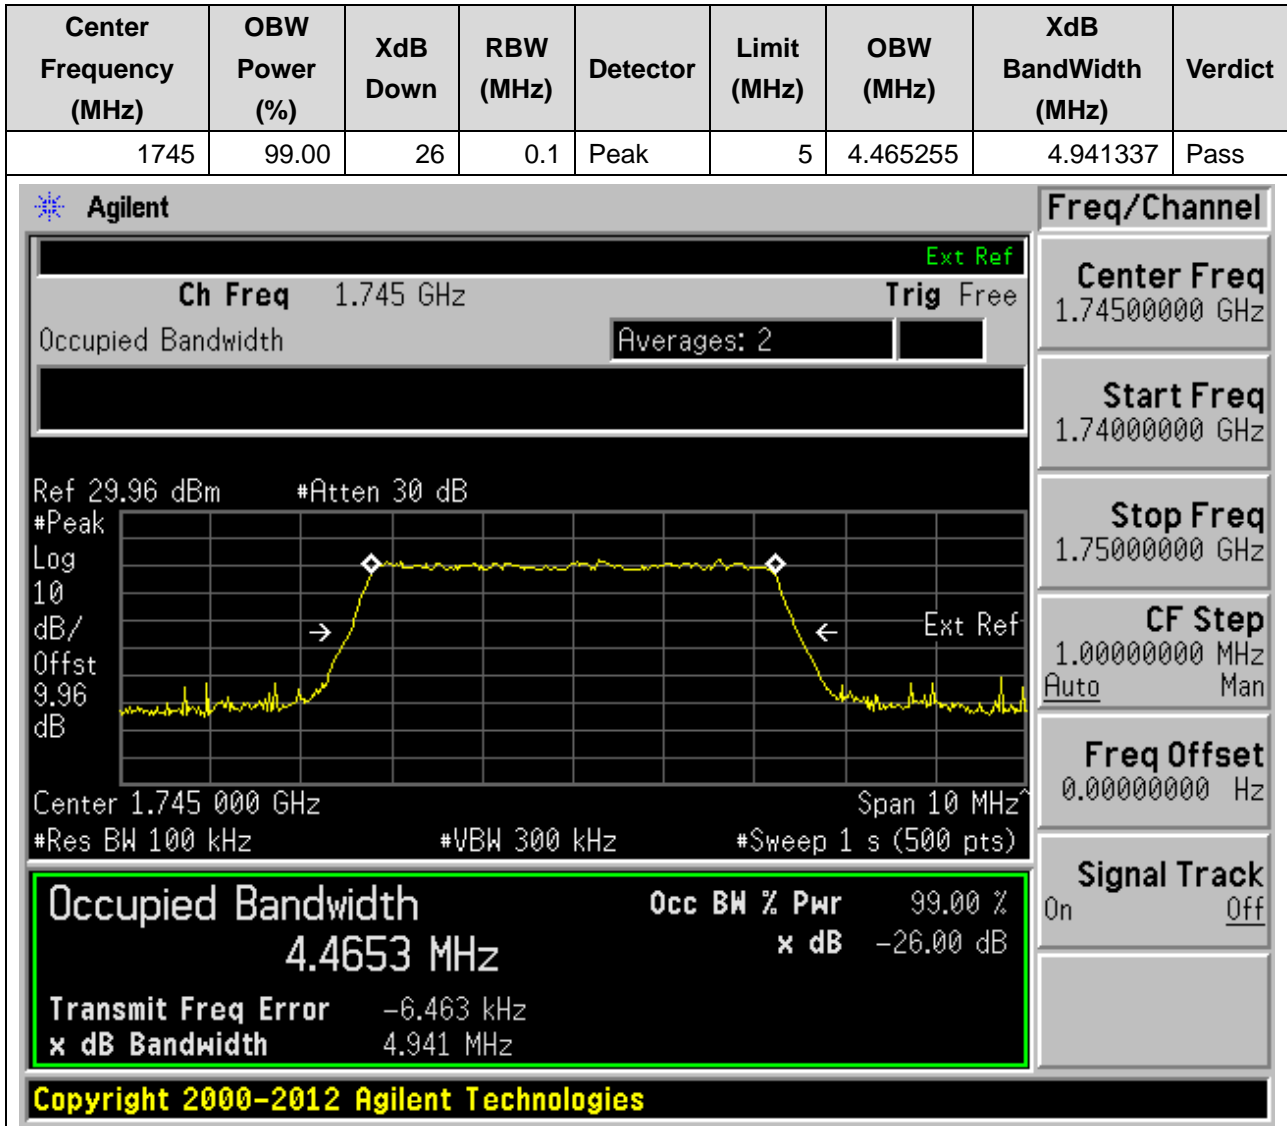 Center Frequency (MHz) OBW Power (%) XdB Down RBW (MHz) Detector Limit (MHz) OBW (MHz) XdB BandWidth (MHz) Verdict
1745 99.00 26 0.1 Peak 5 4.465255 4.941337 Pass
Agilent
Freq/Channel
Ext Ref
Ch Freq 1.745 GHz Trig Free
Occupied Bandwidth Averages: 2
Center Freq
1.74500000 GHz
Start Freq
1.74000000 GHz
Stop Freq
1.75000000 GHz
CF Step
1.00000000 MHz
Auto Man
Freq Offset
0.00000000 Hz
Signal Track
On Off
Ref 29.96 dBm #Atten 30 dB
#Peak
Log
10
dB/
Offst
9.96
dB
Ext Ref
Center 1.745 000 GHz Span 10 MHz^
#Res BW 100 kHz #VBW 300 kHz #Sweep 1 s (500 pts)
Occupied Bandwidth Occ BW % Pwr 99.00 %
4.4653 MHz x dB -26.00 dB
Transmit Freq Error -6.463 kHz
x dB Bandwidth 4.941 MHz
Copyright 2000-2012 Agilent Technologies